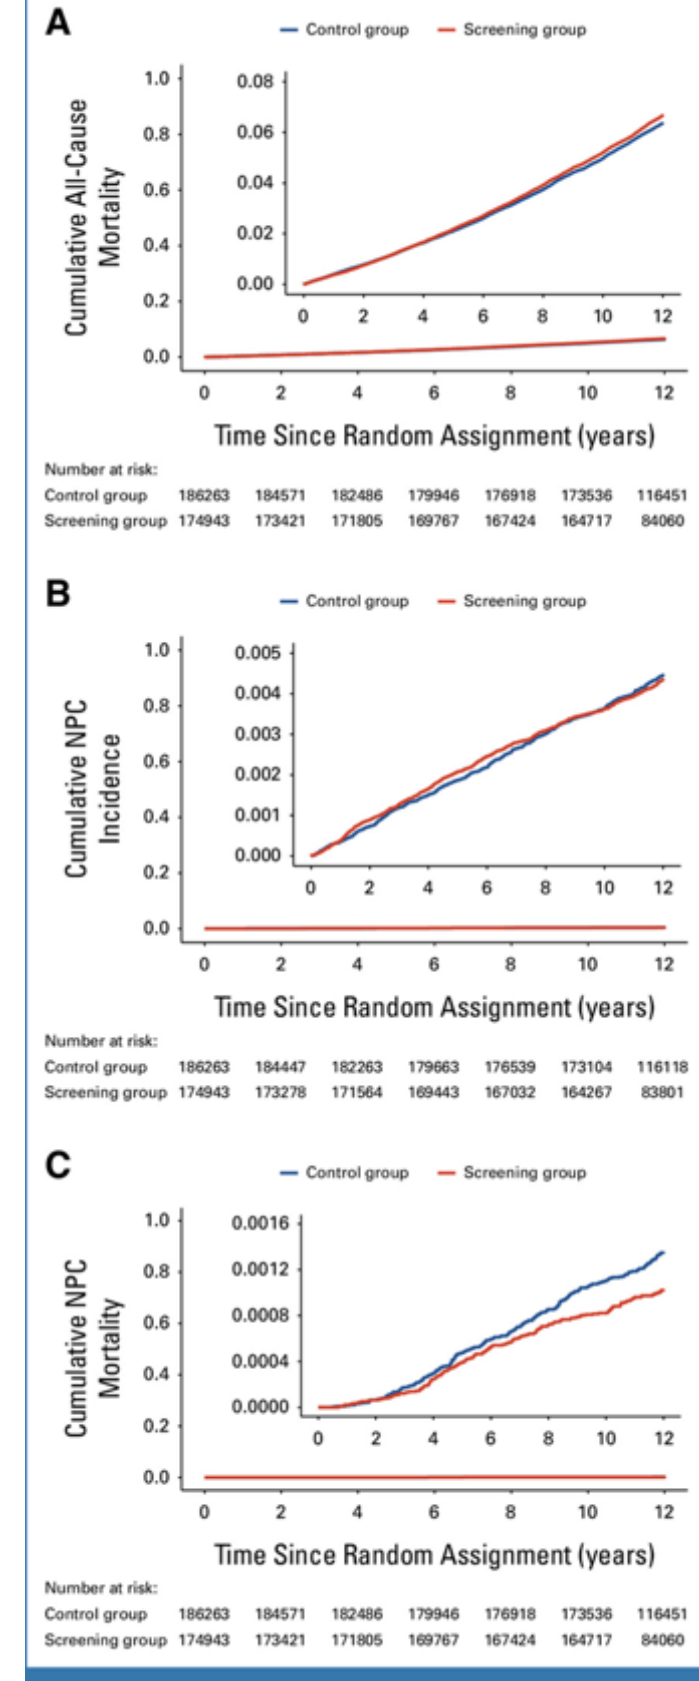 A
Control group Screening group
Cumulative All-Cause
Mortality
1.0
0.8
0.6
0.4
0.2
0.0
0.08
0.06
0.04
0.02
0.00
0 2 4 6 8 10 12
0 2 4 6 8 10 12
Time Since Random Assignment (years)
Number at risk:
Control group 186263 184571 182486 179946 176918 173536 116451
Screening group 174943 173421 171805 169767 167424 164717 84060
B
Control group Screening group
Cumulative NPC
Incidence
1.0
0.8
0.6
0.4
0.2
0.0
0.005
0.004
0.003
0.002
0.001
0.000
0 2 4 6 8 10 12
0 2 4 6 8 10 12
Time Since Random Assignment (years)
Number at risk:
Control group 186263 184447 182263 179663 176539 173104 116118
Screening group 174943 173278 171564 169443 167032 164267 83801
C
Control group Screening group
Cumulative NPC
Mortality
1.0
0.8
0.6
0.4
0.2
0.0
0.0016
0.0012
0.0008
0.0004
0.0000
0 2 4 6 8 10 12
0 2 4 6 8 10 12
Time Since Random Assignment (years)
Number at risk:
Control group 186263 184571 182486 179946 176918 173536 116451
Screening group 174943 173421 171805 169767 167424 164717 84060